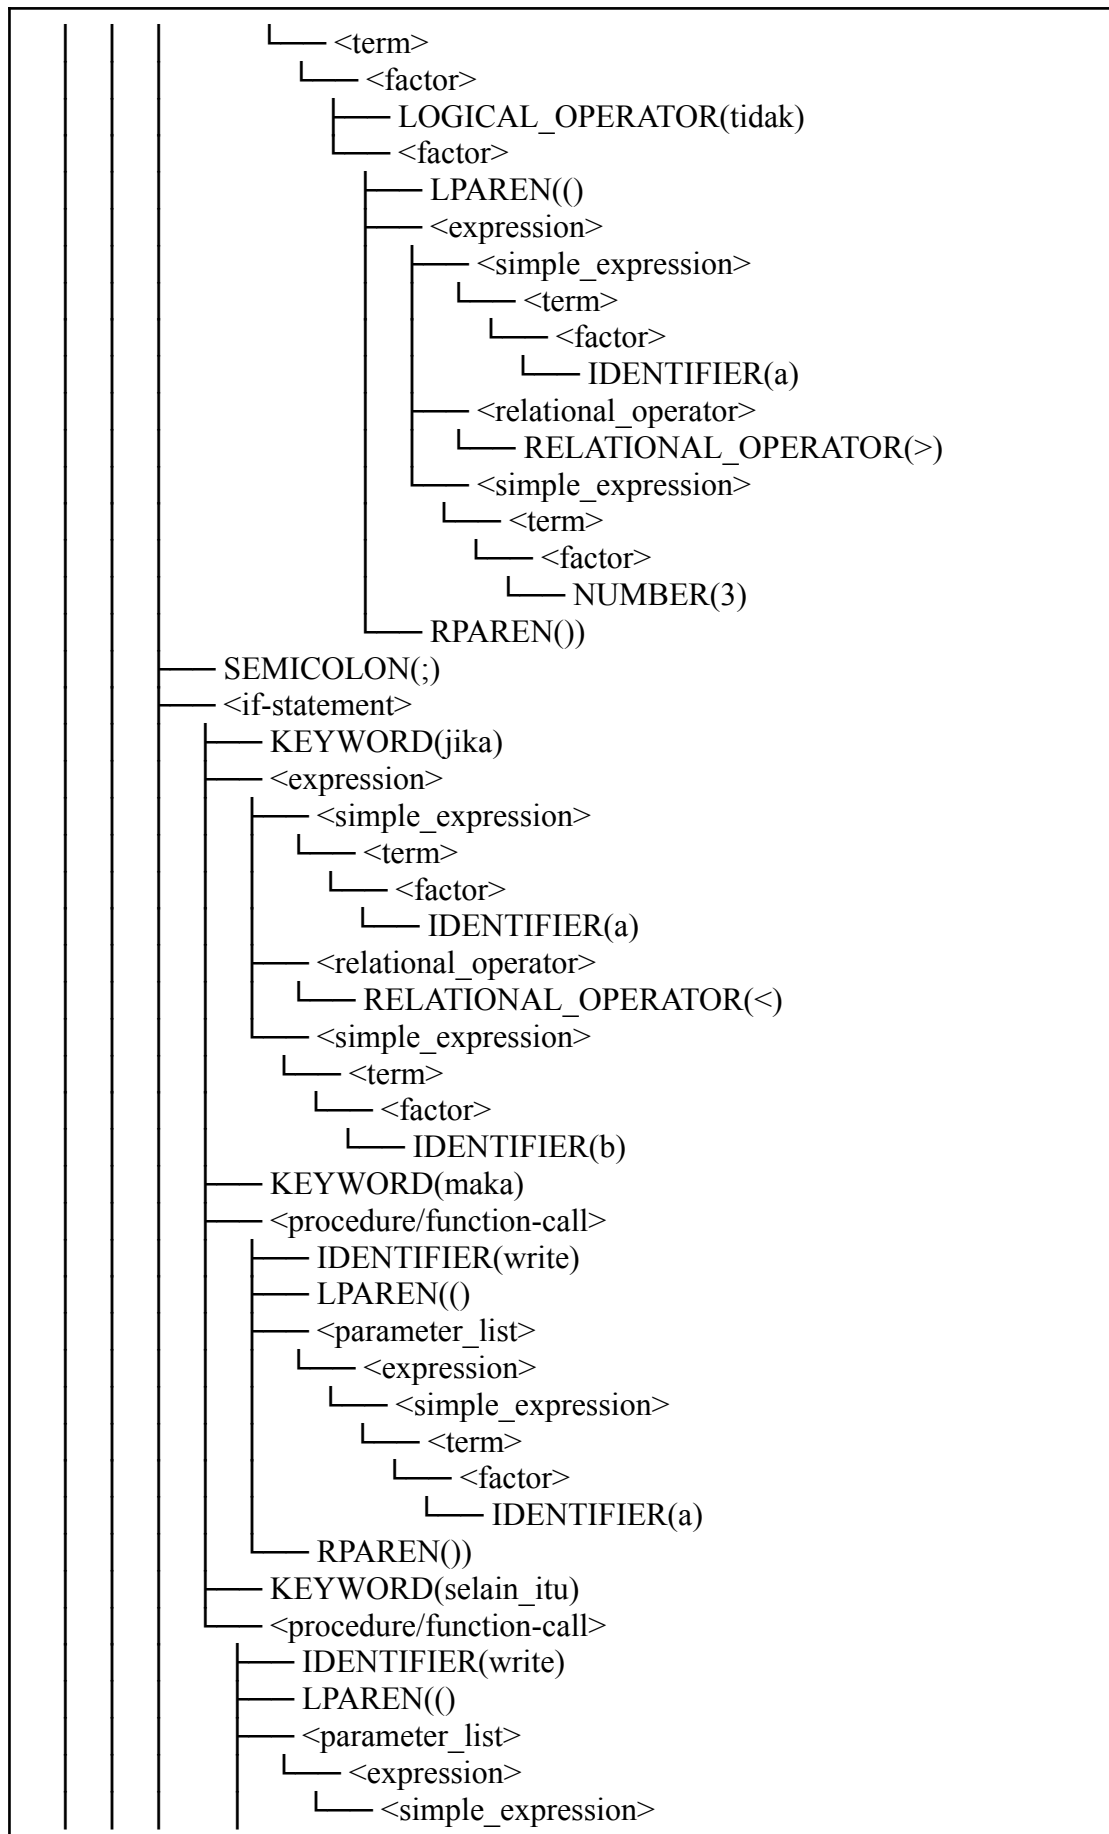 <term>
<factor>
LOGICAL_OPERATOR(tidak)
<factor>
LPAREN(()
<expression>
<simple_expression>
<term>
<factor>
IDENTIFIER(a)
<relational_operator>
RELATIONAL_OPERATOR(>)
<simple_expression>
<term>
<factor>
NUMBER(3)
RPAREN())
SEMICOLON(;)
<if-statement>
KEYWORD(jika)
<expression>
<simple_expression>
<term>
<factor>
IDENTIFIER(a)
<relational_operator>
RELATIONAL_OPERATOR(<)
<simple_expression>
<term>
<factor>
IDENTIFIER(b)
KEYWORD(maka)
<procedure/function-call>
IDENTIFIER(write)
LPAREN(()
<parameter_list>
<expression>
<simple_expression>
<term>
<factor>
IDENTIFIER(a)
RPAREN())
KEYWORD(selain_itu)
<procedure/function-call>
IDENTIFIER(write)
LPAREN(()
<parameter_list>
<expression>
<simple_expression>